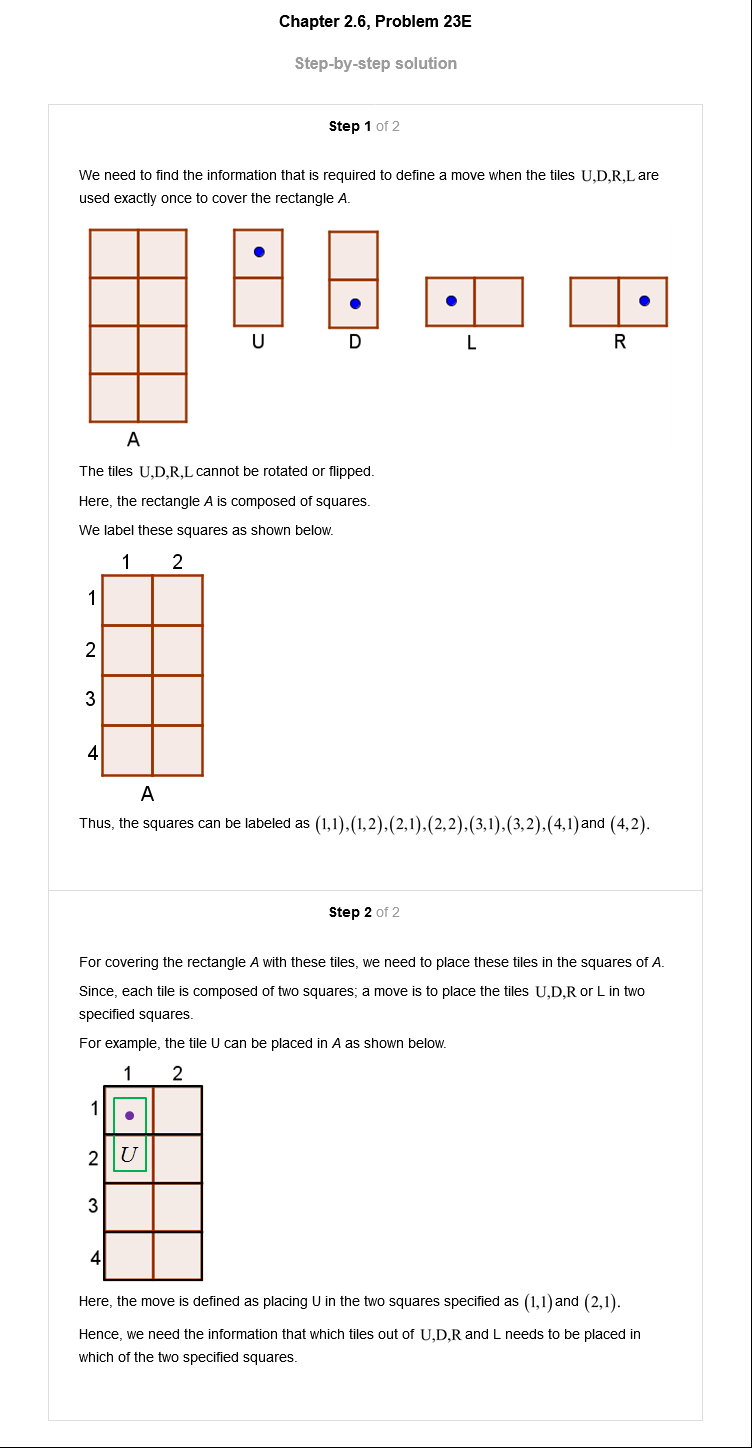 Chapter 2.6, Problem 23E
Step-by-step solution
Step 1 of 2
We need to find the information that is required to define a move when the tiles U,D,R,L are
used exactly once to cover the rectangle A.
U
D
L
R
A
The tiles U,D,R,L cannot be rotated or flipped.
Here, the rectangle A is composed of squares.
We label these squares as shown below.
1 2
1
2
3
4
A
Thus, the squares can be labeled as (1,1),(1,2),(2,1),(2,2),(3,1),(3,2),(4,1) and (4,2).
Step 2 of 2
For covering the rectangle A with these tiles, we need to place these tiles in the squares of A.
Since, each tile is composed of two squares; a move is to place the tiles U,D,R or L in two
specified squares.
For example, the tile U can be placed in A as shown below.
1 2
1
2 U
3
4
Here, the move is defined as placing U in the two squares specified as (1,1) and (2,1).
Hence, we need the information that which tiles out of U,D,R and L needs to be placed in
which of the two specified squares.